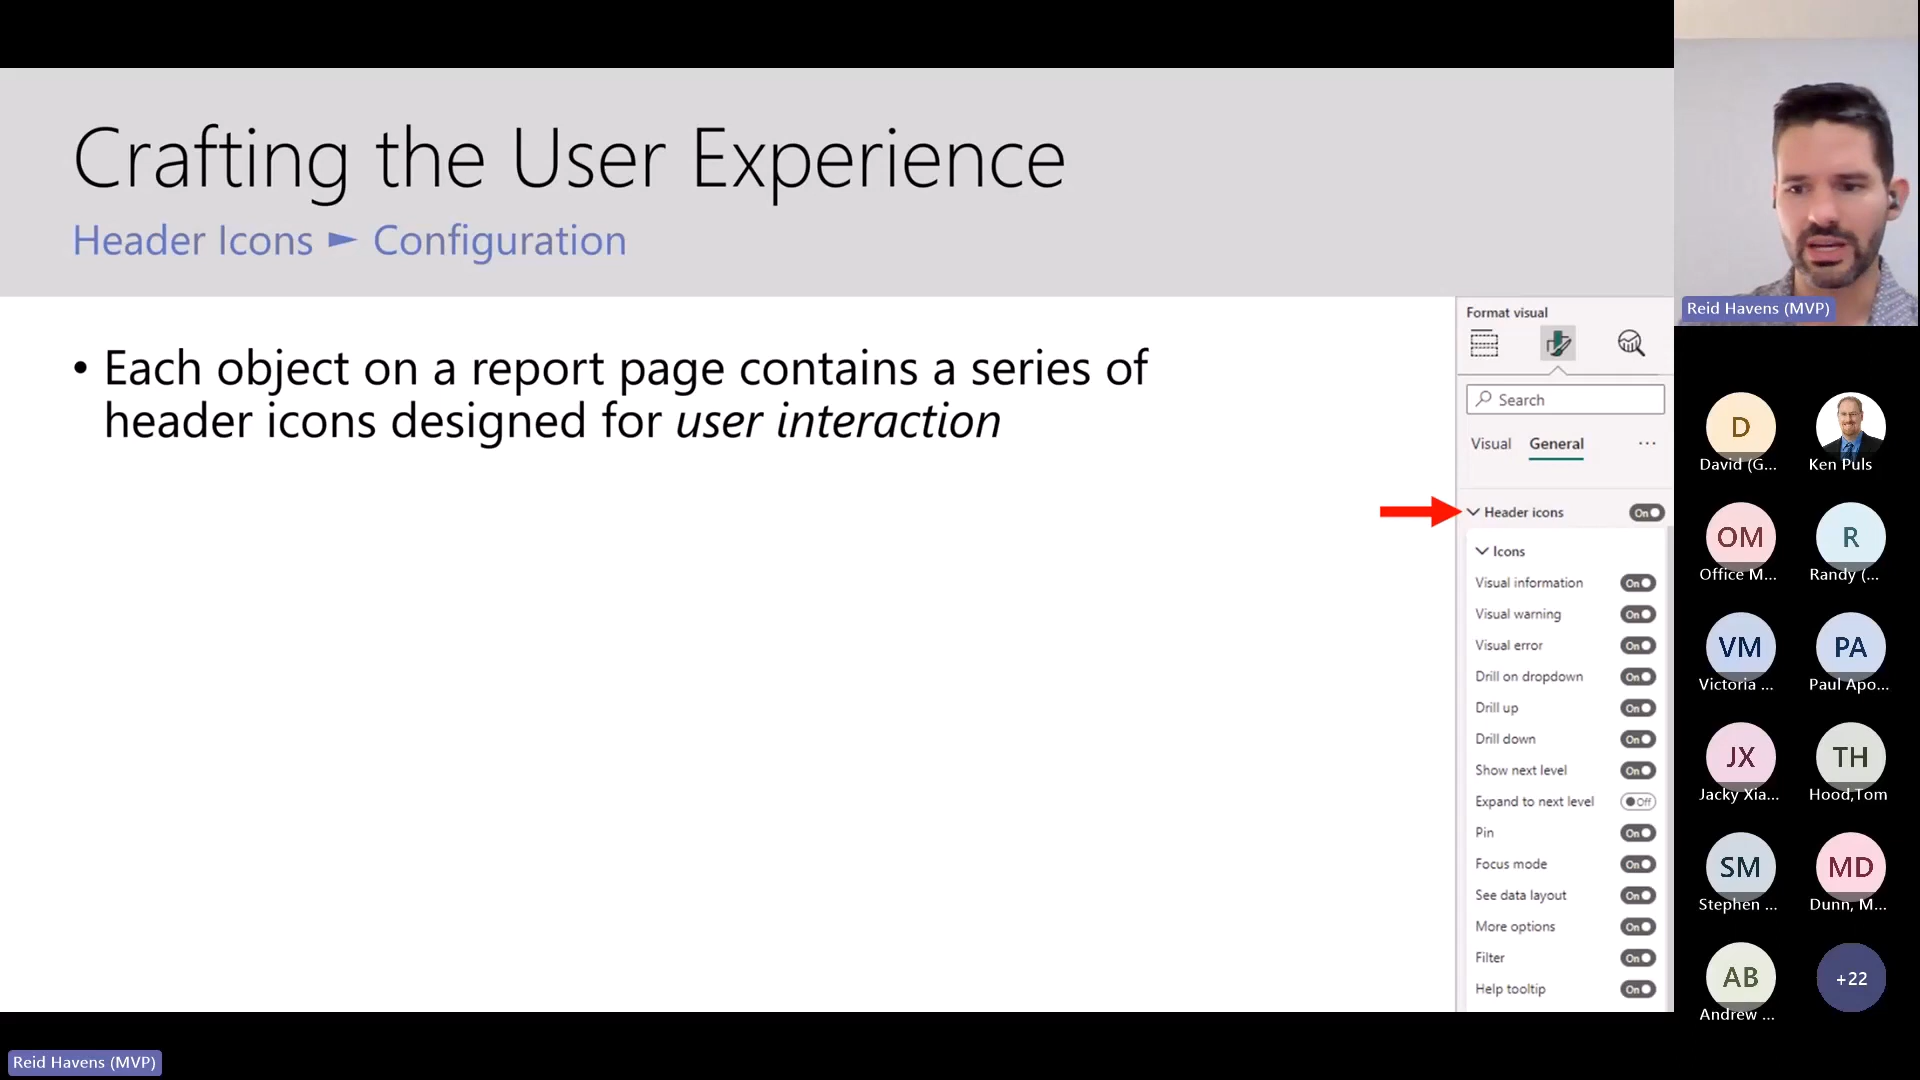 Crafting the User Experience
Header Icons ► Configuration
• Each object on a report page contains a series of
header icons designed for user interaction
Format visual
Search
Visual General ...
Header icons On
Icons
Visual information On
Visual warning On
Visual error On
Drill on dropdown On
Drill up On
Drill down On
Show next level On
Expand to next level Off
Pin On
Focus mode On
See data layout On
More options On
Filter On
Help tooltip On
Reid Havens (MVP)
D
David (G...
Ken Puls
OM
Office M...
R
Randy (...
VM
Victoria ...
PA
Paul Apo...
JX
Jacky Xia...
TH
Hood,Tom
SM
Stephen ...
MD
Dunn, M...
AB
Andrew ...
+22
Reid Havens (MVP)